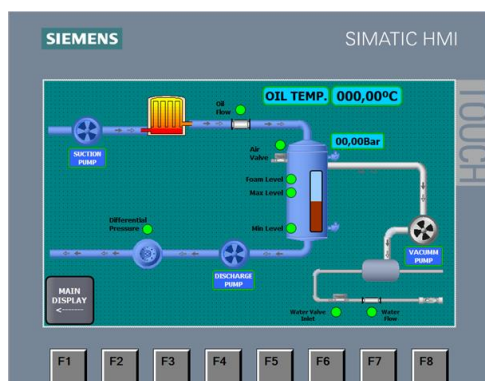 SIEMENS
SIMATIC HMI
TOUCH
OIL TEMP.
000,00ºC
Oil
Flow
Air
Valve
00,00Bar
SUCTION
PUMP
Foam Level
Max Level
Min Level
Differential
Pressure
DISCHARGE
PUMP
VACUMM
PUMP
MAIN
DISPLAY
<------
Water Valve
Inlet
Water
Flow
F1
F2
F3
F4
F5
F6
F7
F8